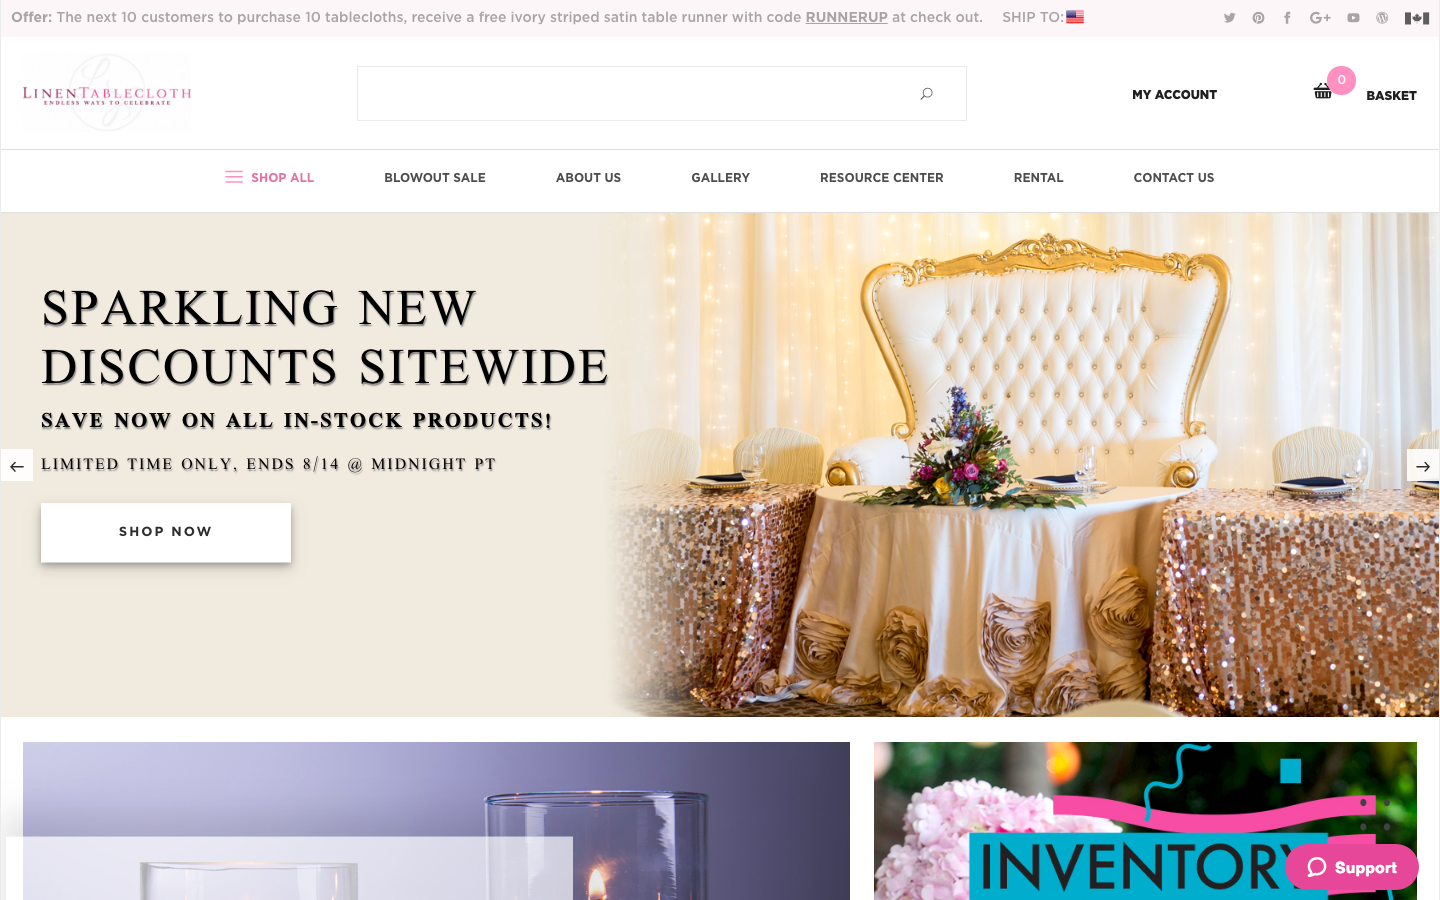 Offer: The next 10 customers to purchase 10 tablecloths, receive a free ivory striped satin table runner with code RUNNERUP at check out. SHIP TO:
LINENTABLECLOTH
ENDLESS WAYS TO CELEBRATE
MY ACCOUNT
0
BASKET
SHOP ALL
BLOWOUT SALE
ABOUT US
GALLERY
RESOURCE CENTER
RENTAL
CONTACT US
SPARKLING NEW
DISCOUNTS SITEWIDE
SAVE NOW ON ALL IN-STOCK PRODUCTS!
LIMITED TIME ONLY, ENDS 8/14 @ MIDNIGHT PT
SHOP NOW
INVENTORY
Support